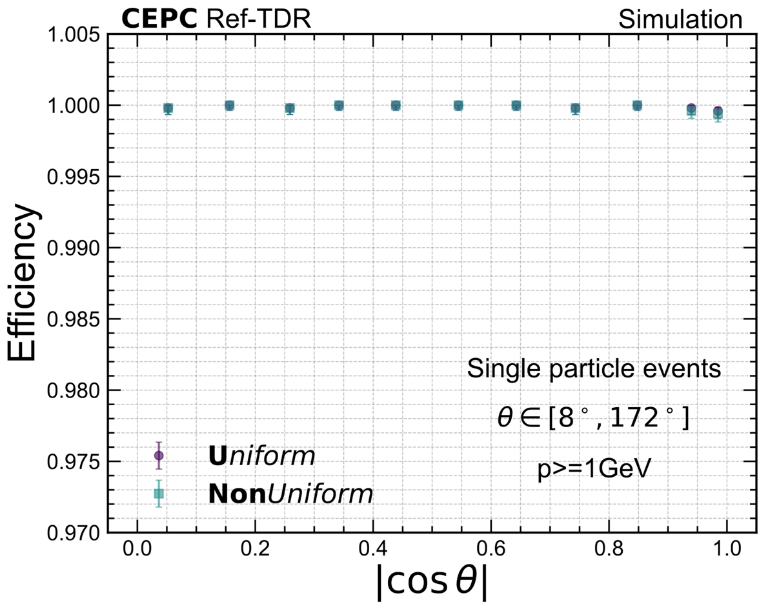 CEPC Ref-TDR Simulation
1.005
1.000
0.995
0.990
0.985
0.980
0.975
0.970
Efficiency
Single particle events
θ ∈ [8°, 172°]
p>=1GeV
Uniform
NonUniform
0.0 0.2 0.4 0.6 0.8 1.0
|cos θ|